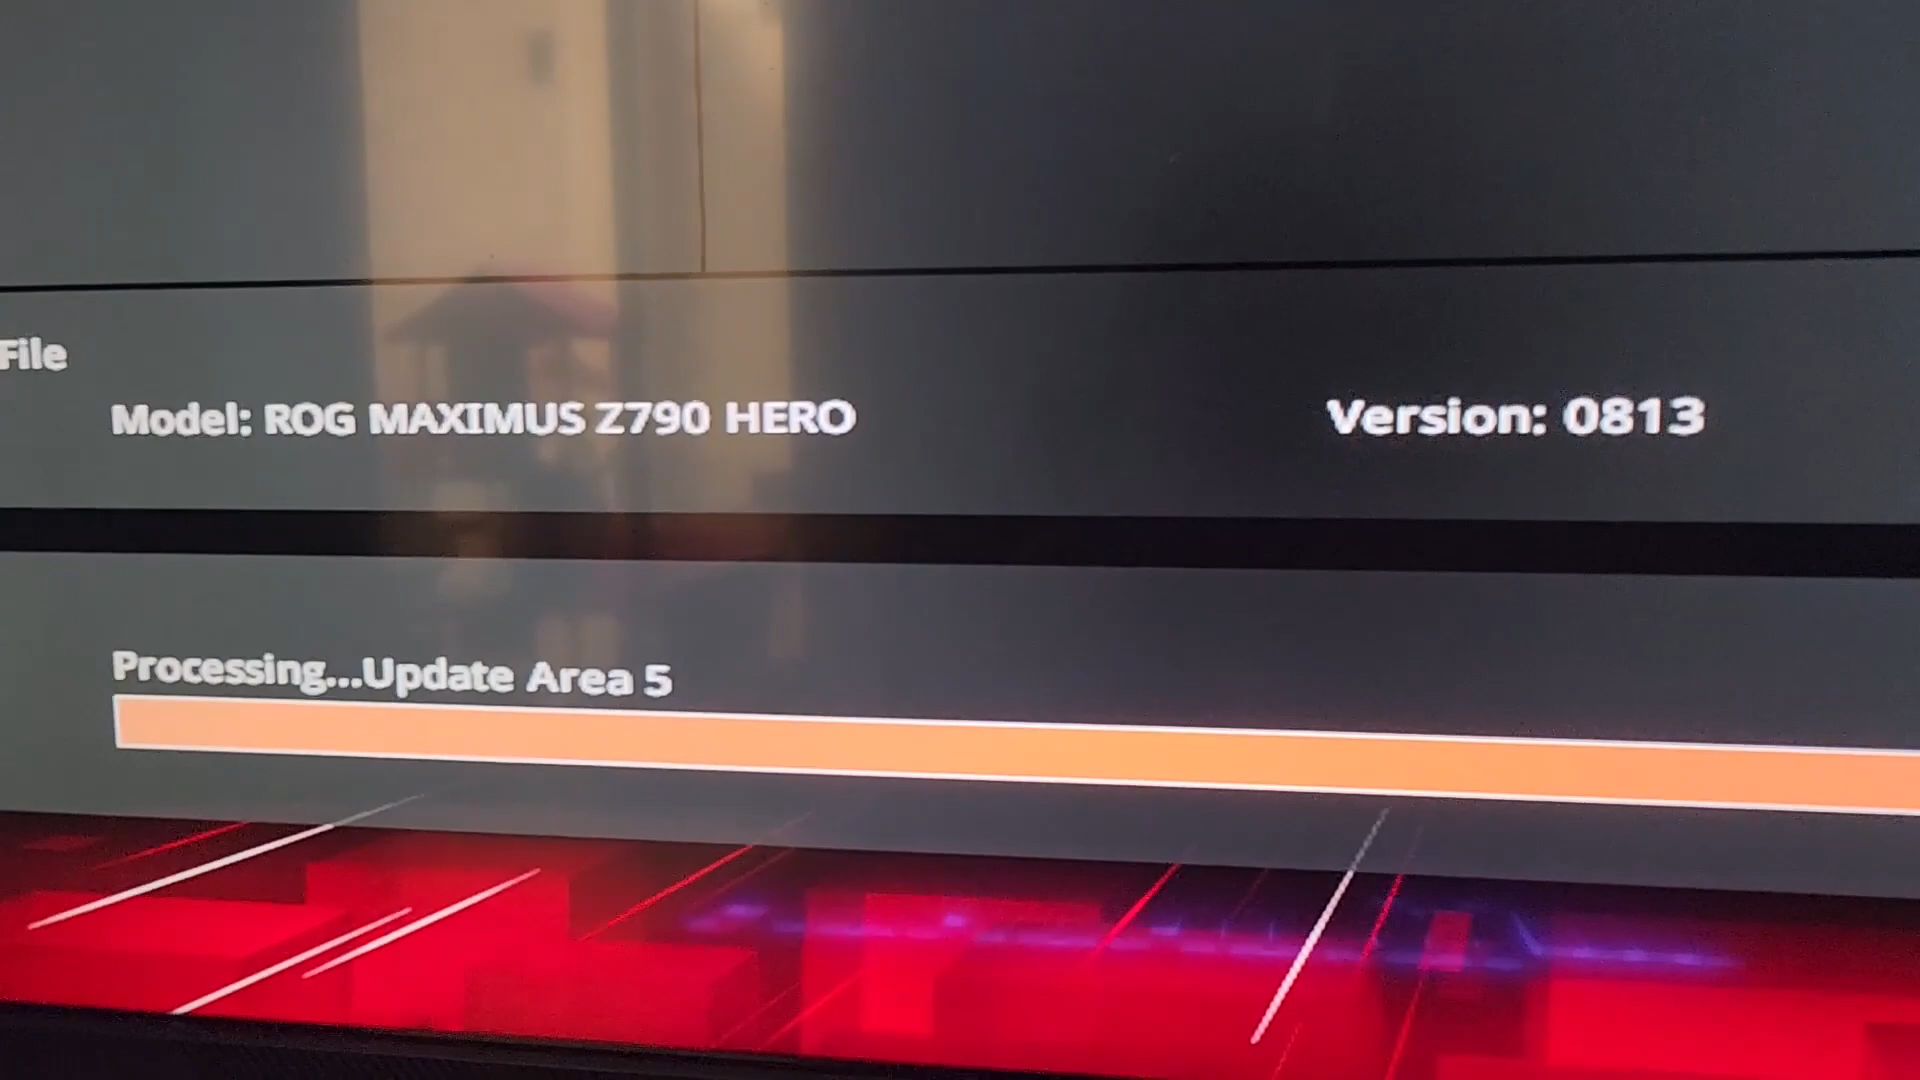 File
Model: ROG MAXIMUS Z790 HERO
Version: 0813
Processing...Update Area 5